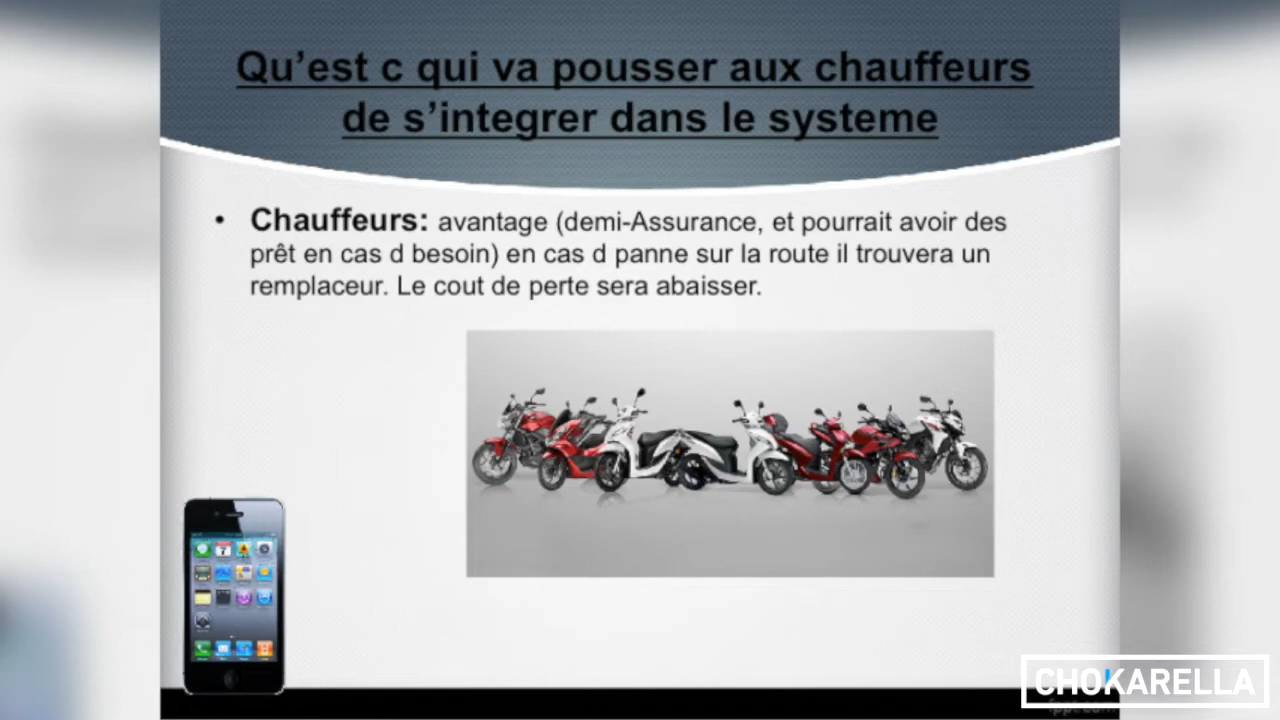 Qu’est c qui va pousser aux chauffeurs
de s’integrer dans le systeme
• Chauffeurs: avantage (demi-Assurance, et pourrait avoir des
prêt en cas d besoin) en cas d panne sur la route il trouvera un
remplaceur. Le cout de perte sera abaisser.
CHOKARELLA